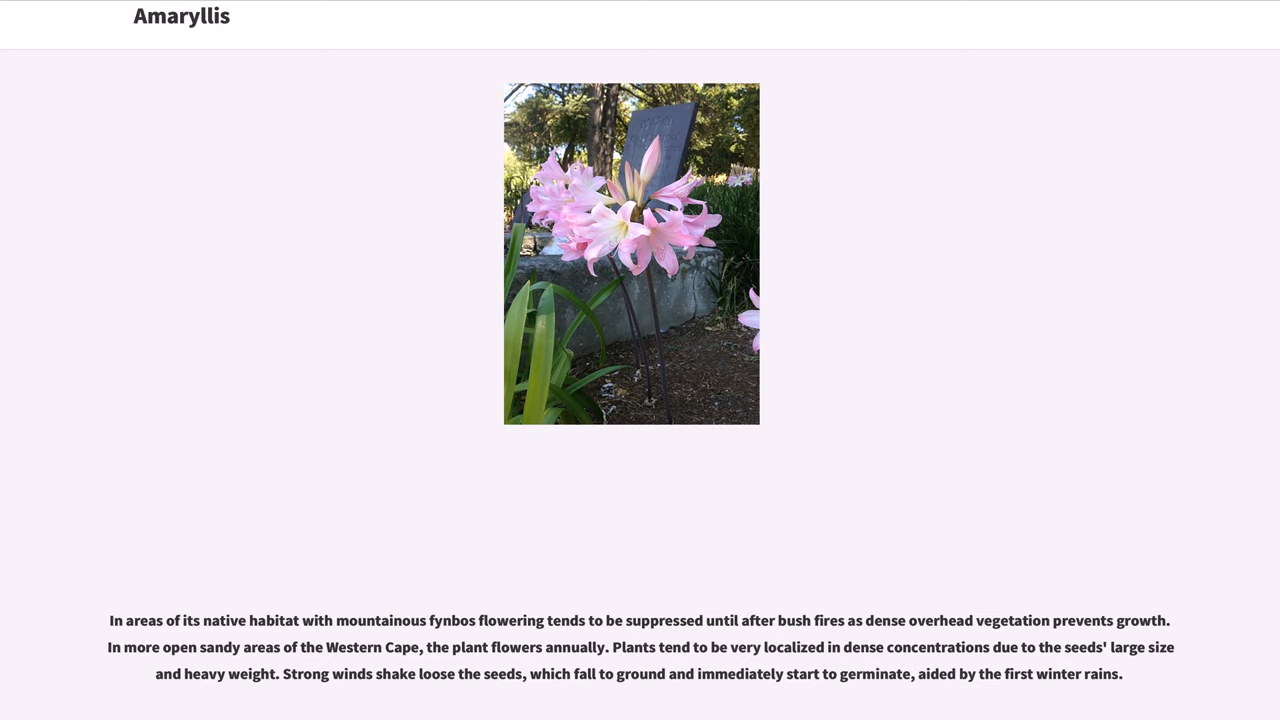 Amaryllis
In areas of its native habitat with mountainous fynbos flowering tends to be suppressed until after bush fires as dense overhead vegetation prevents growth.
In more open sandy areas of the Western Cape, the plant flowers annually. Plants tend to be very localized in dense concentrations due to the seeds' large size
and heavy weight. Strong winds shake loose the seeds, which fall to ground and immediately start to germinate, aided by the first winter rains.